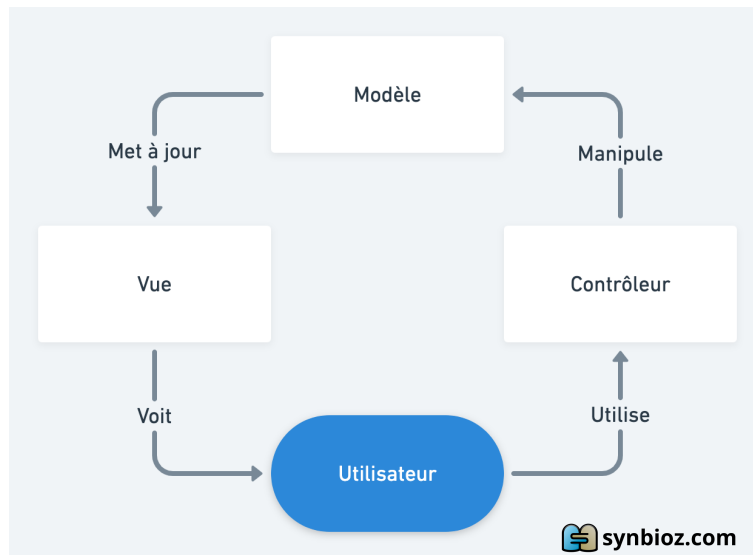 Modèle
Met à jour
Manipule
Vue
Contrôleur
Voit
Utilise
Utilisateur
synbioz.com